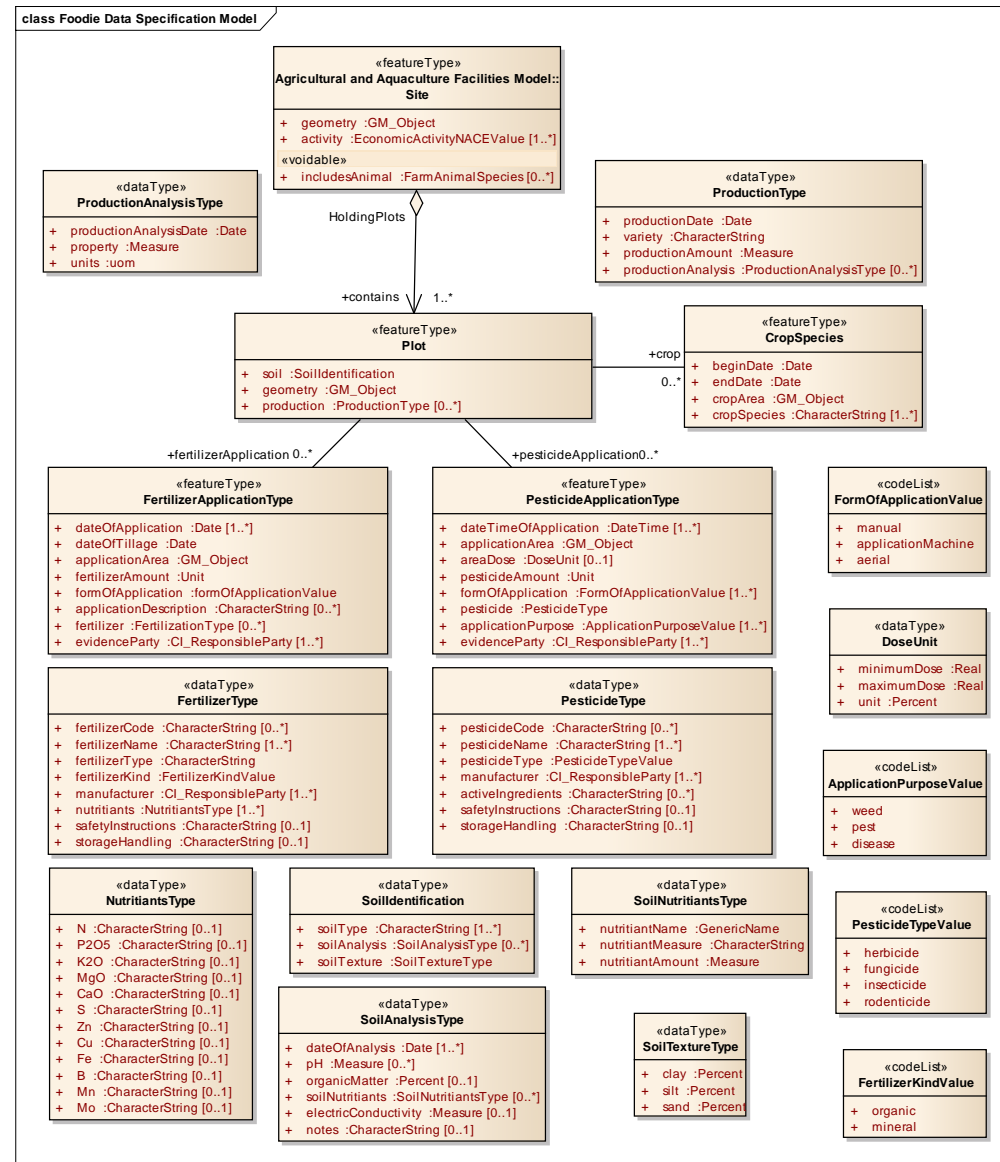 class Foodie Data Specification Model
«featureType»
Agricultural and Aquaculture Facilities Model::
Site
+ geometry :GM_Object
+ activity :EconomicActivityNACEValue [1..*]
«voidable»
+ includesAnimal :FarmAnimalSpecies [0..*]
«dataType»
ProductionAnalysisType
+ productionAnalysisDate :Date
+ property :Measure
+ units :uom
«dataType»
ProductionType
+ productionDate :Date
+ variety :CharacterString
+ productionAmount :Measure
+ productionAnalysis :ProductionAnalysisType [0..*]
HoldingPlots
+contains 1..*
«featureType»
Plot
+ soil :SoilIdentification
+ geometry :GM_Object
+ production :ProductionType [0..*]
+crop
0..*
«featureType»
CropSpecies
+ beginDate :Date
+ endDate :Date
+ cropArea :GM_Object
+ cropSpecies :CharacterString [1..*]
+fertilizerApplication 0..*
+pesticideApplication0..*
«featureType»
FertilizerApplicationType
+ dateOfApplication :Date [1..*]
+ dateOfTillage :Date
+ applicationArea :GM_Object
+ fertilizerAmount :Unit
+ formOfApplication :formOfApplicationValue
+ applicationDescription :CharacterString [0..*]
+ fertilizer :FertilizationType [0..*]
+ evidenceParty :CI_ResponsibleParty [1..*]
«featureType»
PesticideApplicationType
+ dateTimeOfApplication :DateTime [1..*]
+ applicationArea :GM_Object
+ areaDose :DoseUnit [0..1]
+ pesticideAmount :Unit
+ formOfApplication :FormOfApplicationValue [1..*]
+ pesticide :PesticideType
+ applicationPurpose :ApplicationPurposeValue [1..*]
+ evidenceParty :CI_ResponsibleParty [1..*]
«codeList»
FormOfApplicationValue
+ manual
+ applicationMachine
+ aerial
«dataType»
DoseUnit
+ minimumDose :Real
+ maximumDose :Real
+ unit :Percent
«dataType»
FertilizerType
+ fertilizerCode :CharacterString [0..*]
+ fertilizerName :CharacterString [1..*]
+ fertilizerType :CharacterString
+ fertilizerKind :FertilizerKindValue
+ manufacturer :CI_ResponsibleParty [1..*]
+ nutritiants :NutritiantsType [1..*]
+ safetyInstructions :CharacterString [0..1]
+ storageHandling :CharacterString [0..1]
«dataType»
PesticideType
+ pesticideCode :CharacterString [0..*]
+ pesticideName :CharacterString [1..*]
+ pesticideType :PesticideTypeValue
+ manufacturer :CI_ResponsibleParty [1..*]
+ activeIngredients :CharacterString [0..*]
+ safetyInstructions :CharacterString [0..1]
+ storageHandling :CharacterString [0..1]
«codeList»
ApplicationPurposeValue
+ weed
+ pest
+ disease
«dataType»
NutritiantsType
+ N :CharacterString [0..1]
+ P2O5 :CharacterString [0..1]
+ K2O :CharacterString [0..1]
+ MgO :CharacterString [0..1]
+ CaO :CharacterString [0..1]
+ S :CharacterString [0..1]
+ Zn :CharacterString [0..1]
+ Cu :CharacterString [0..1]
+ Fe :CharacterString [0..1]
+ B :CharacterString [0..1]
+ Mn :CharacterString [0..1]
+ Mo :CharacterString [0..1]
«dataType»
SoilIdentification
+ soilType :CharacterString [1..*]
+ soilAnalysis :SoilAnalysisType [0..*]
+ soilTexture :SoilTextureType
«dataType»
SoilNutritiantsType
+ nutritiantName :GenericName
+ nutritiantMeasure :CharacterString
+ nutritiantAmount :Measure
«codeList»
PesticideTypeValue
+ herbicide
+ fungicide
+ insecticide
+ rodenticide
«dataType»
SoilAnalysisType
+ dateOfAnalysis :Date [1..*]
+ pH :Measure [0..*]
+ organicMatter :Percent [0..1]
+ soilNutritiants :SoilNutritiantsType [0..*]
+ electricConductivity :Measure [0..1]
+ notes :CharacterString [0..1]
«dataType»
SoilTextureType
+ clay :Percent
+ silt :Percent
+ sand :Percent
«codeList»
FertilizerKindValue
+ organic
+ mineral